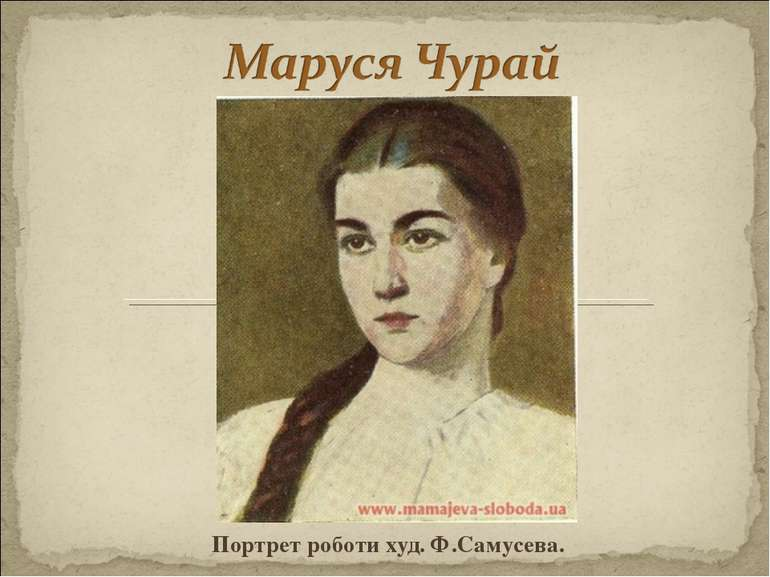 Маруся Чурай
www.mamajeva-sloboda.ua
Портрет роботи худ. Ф.Самусева.